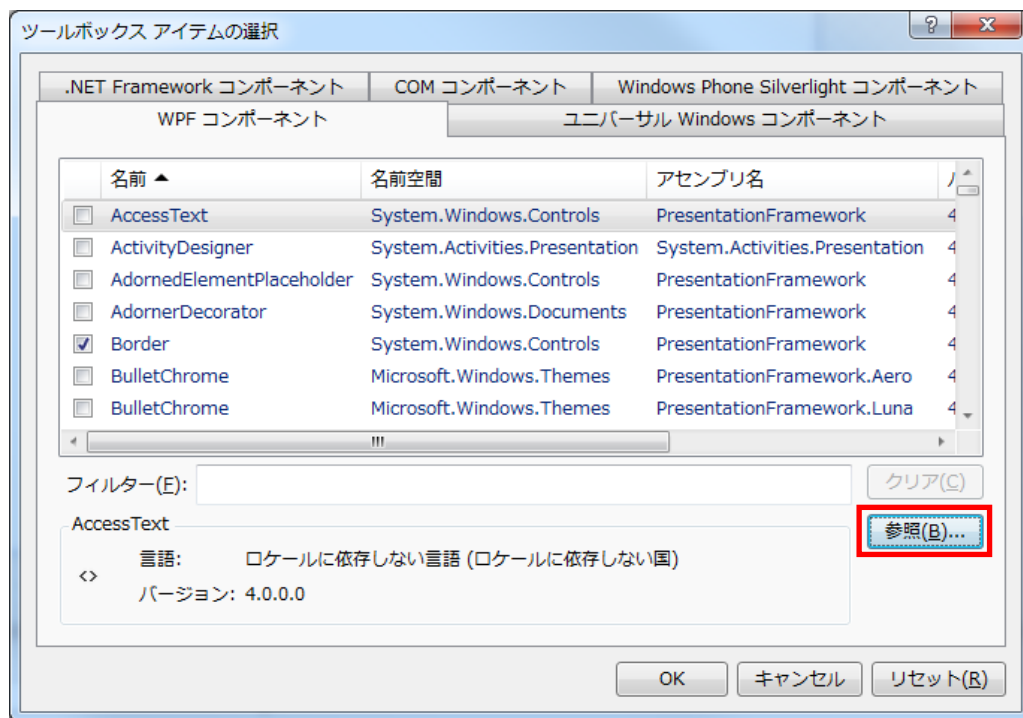 ツールボックス アイテムの選択
.NET Framework コンポーネント COM コンポーネント Windows Phone Silverlight コンポーネント
WPF コンポーネント ユニバーサル Windows コンポーネント
名前 名前空間 アセンブリ名
AccessText System.Windows.Controls PresentationFramework 4
ActivityDesigner System.Activities.Presentation System.Activities.Presentation 4
AdornedElementPlaceholder System.Windows.Controls PresentationFramework 4
AdornerDecorator System.Windows.Documents PresentationFramework 4
Border System.Windows.Controls PresentationFramework 4
BulletChrome Microsoft.Windows.Themes PresentationFramework.Aero 4
BulletChrome Microsoft.Windows.Themes PresentationFramework.Luna 4
フィルター(F): クリア(C)
AccessText 参照(B)...
言語: ロケールに依存しない言語 (ロケールに依存しない国)
<> バージョン: 4.0.0.0
OK キャンセル リセット(R)